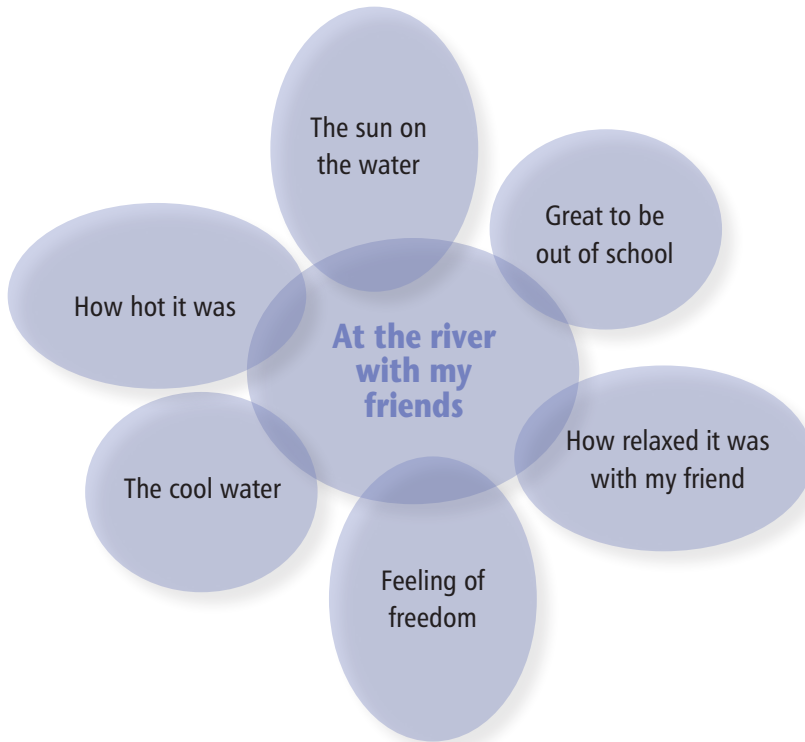 The sun on
the water
Great to be
out of school
How hot it was
At the river
with my
friends
How relaxed it was
with my friend
The cool water
Feeling of
freedom